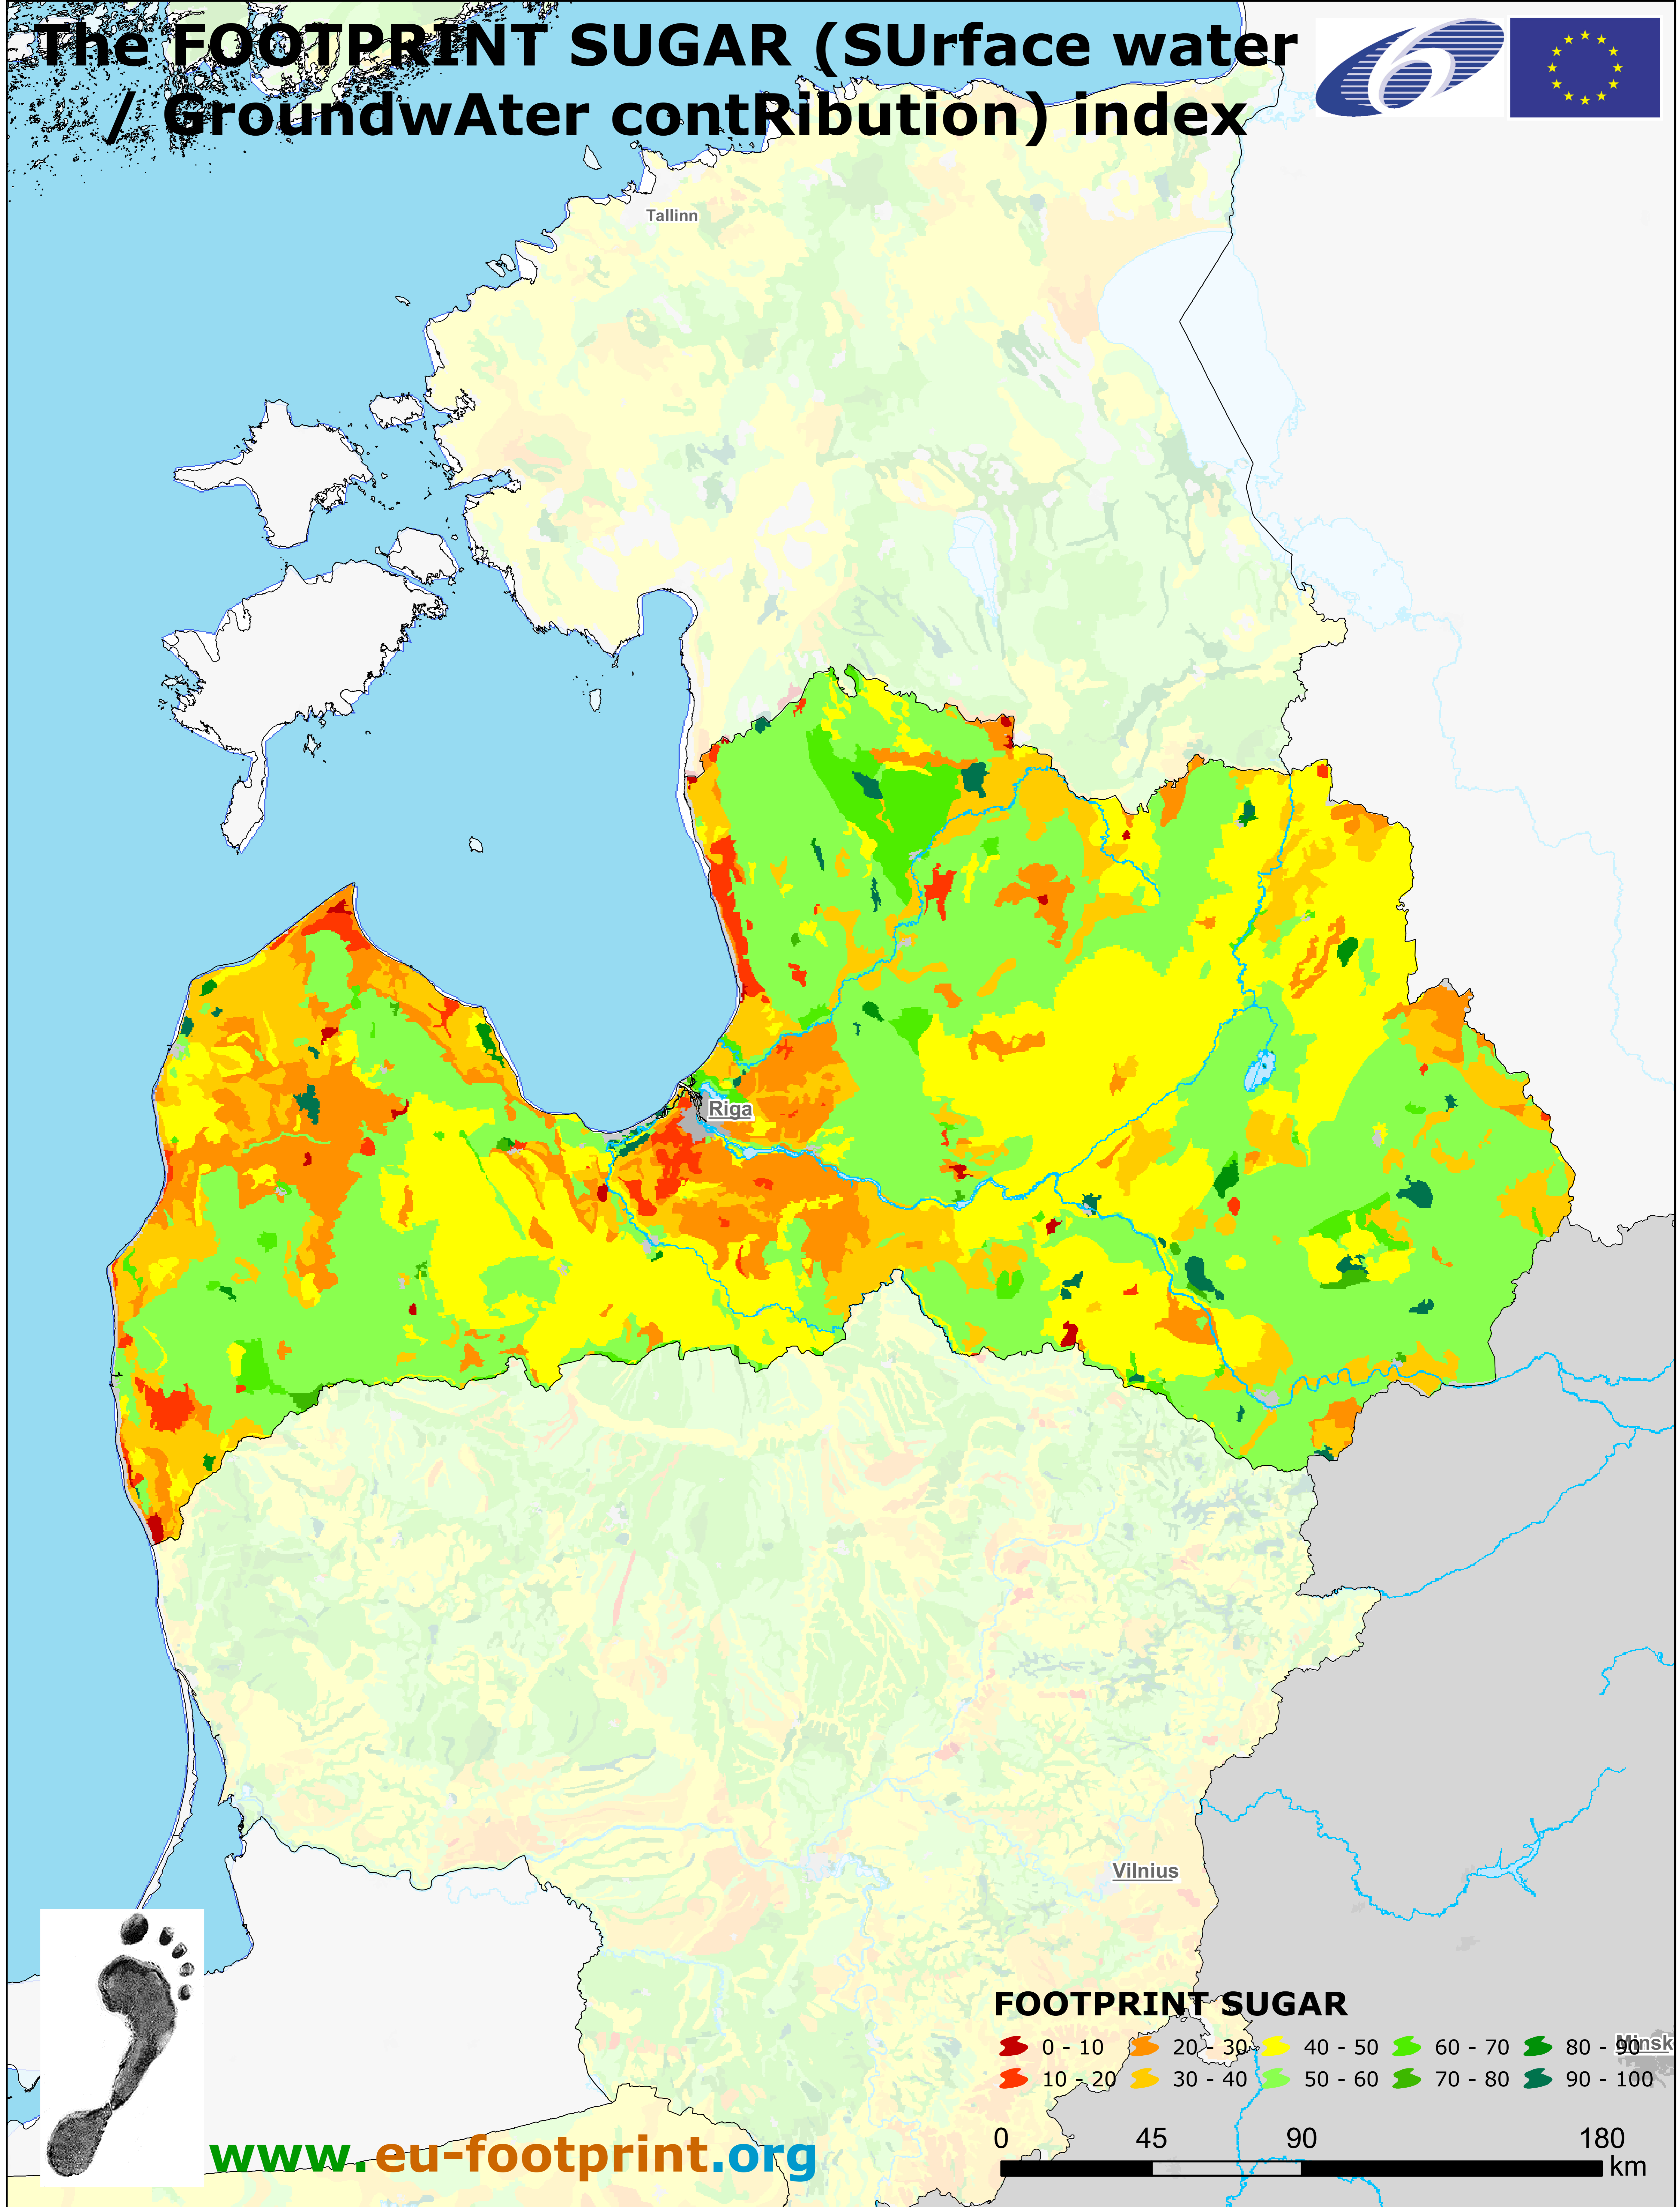 The FOOTPRINT SUGAR (SUrface water
/ GroundwAter contRibution) index
Tallinn
Riga
Vilnius
FOOTPRINT SUGAR
0 - 10 20 - 30 40 - 50 60 - 70 80 - 90
Minsk
10 - 20 30 - 40 50 - 60 70 - 80 90 - 100
0 45 90 180
km
www.eu-footprint.org